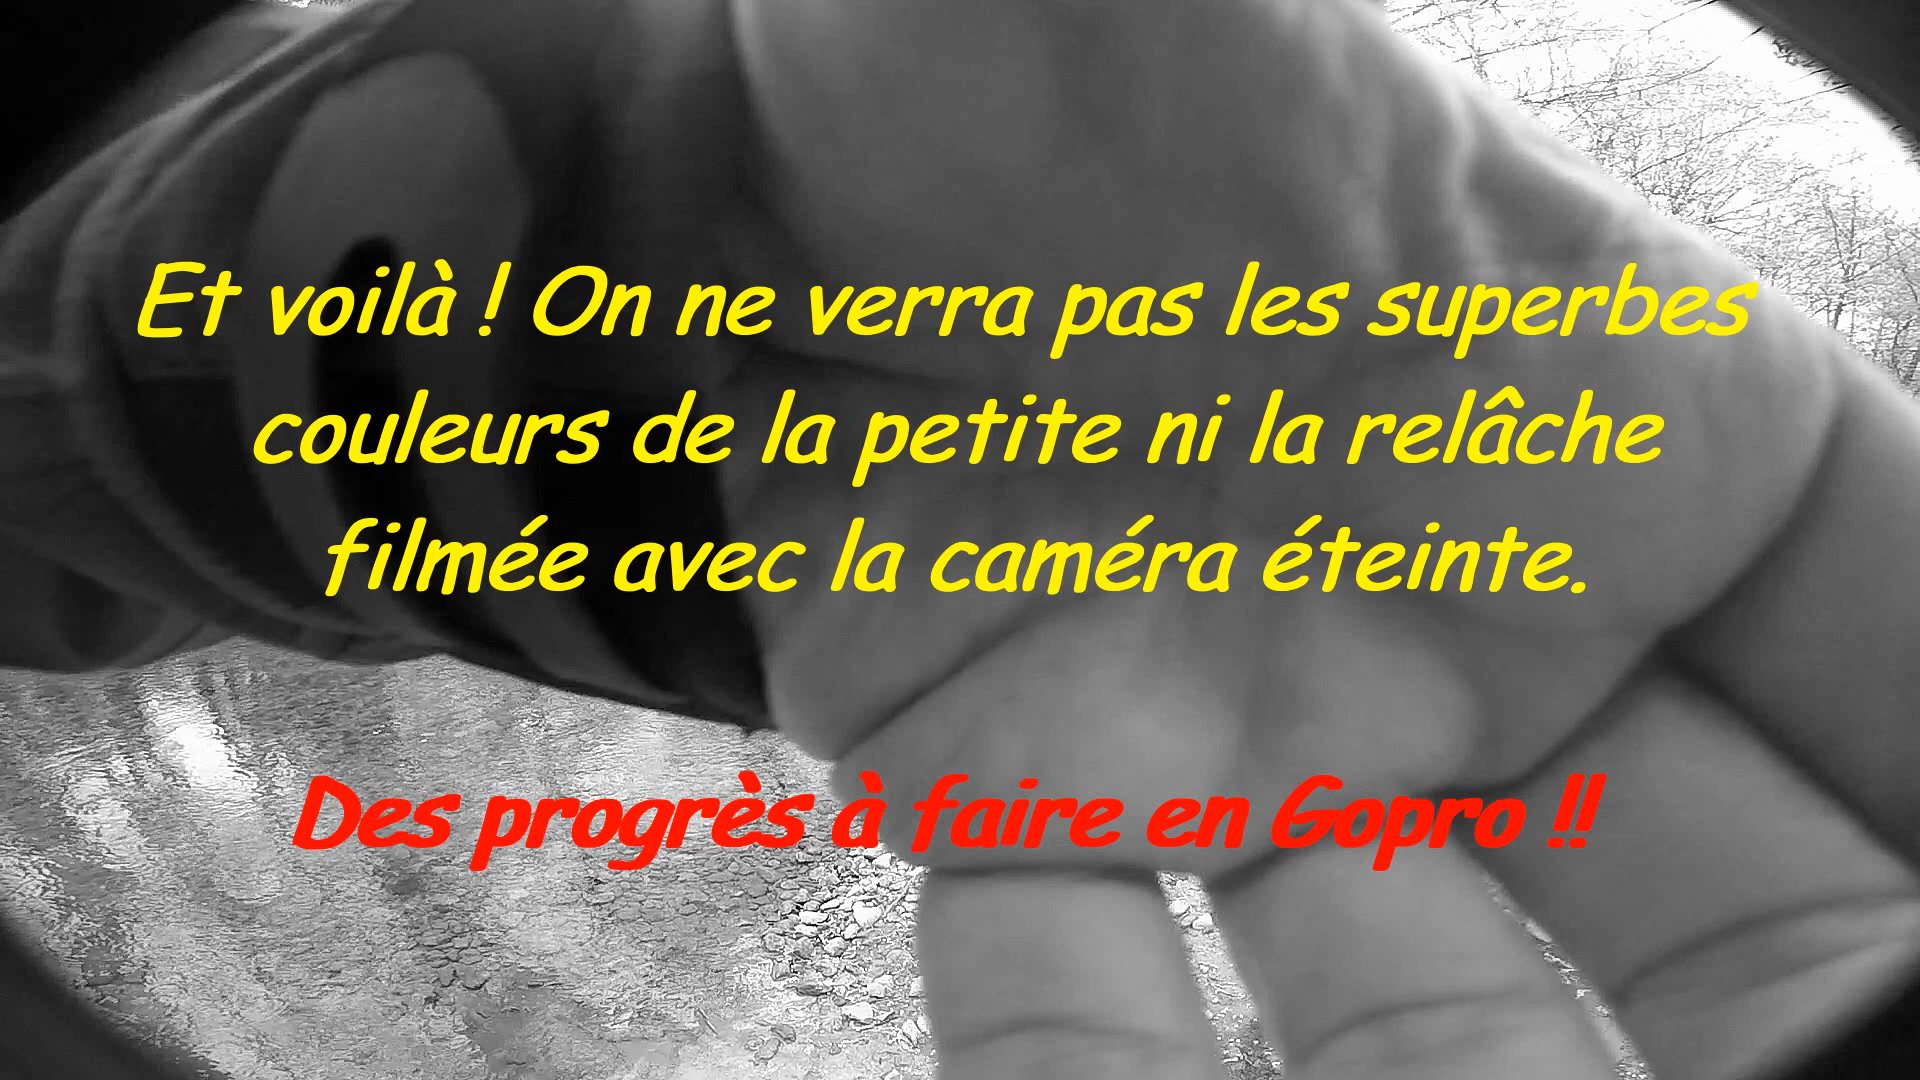 Et voilà ! On ne verra pas les superbes
couleurs de la petite ni la relâche
filmée avec la caméra éteinte.
Des progrès à faire en Gopro !!